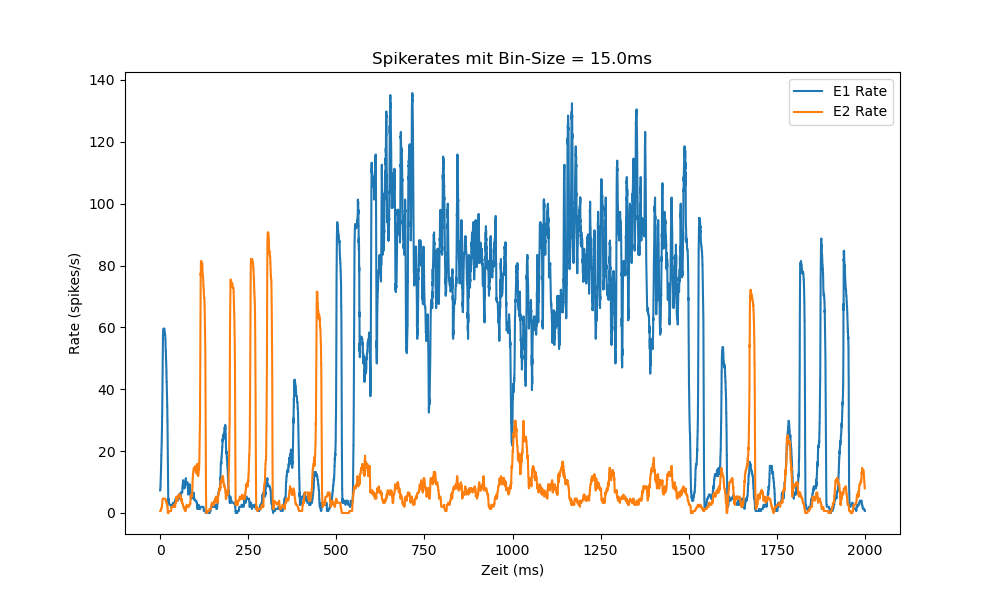 Spikerates mit Bin-Size = 15.0ms
E1 Rate
E2 Rate
140
120
100
80
60
40
20
0
Rate (spikes/s)
0 250 500 750 1000 1250 1500 1750 2000
Zeit (ms)